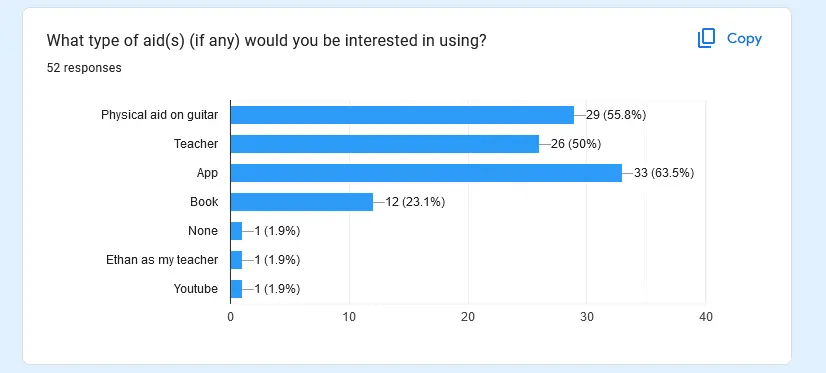 What type of aid(s) (if any) would you be interested in using?
Copy
52 responses
Physical aid on guitar 29 (55.8%)
Teacher 26 (50%)
App 33 (63.5%)
Book 12 (23.1%)
None 1 (1.9%)
Ethan as my teacher 1 (1.9%)
Youtube 1 (1.9%)
0 10 20 30 40